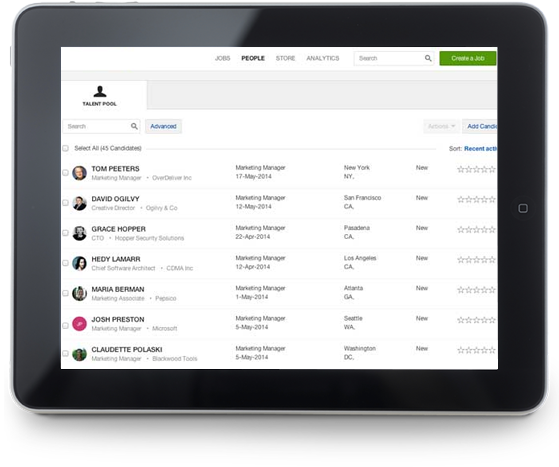 JOBS PEOPLE STORE ANALYTICS Search Create a Job
TALENT POOL
Search Advanced Actions Add Candi
Select All (45 Candidates) Sort: Recent acti
TOM PEETERS Marketing Manager New York New
Marketing Manager • OverDeliver Inc 17-May-2014 NY,
DAVID OGILVY Marketing Manager San Francisco New
Creative Director • Ogilvy & Co 12-May-2014 CA,
GRACE HOPPER Marketing Manager Pasadena New
CTO • Hopper Security Solutions 22-Apr-2014 CA,
HEDY LAMARR Marketing Manager Los Angeles New
Chief Software Architect • CDMA Inc 12-Apr-2014 CA,
MARIA BERMAN Marketing Manager Atlanta New
Marketing Associate • Pepsico 1-May-2014 GA,
JP JOSH PRESTON Marketing Manager Seattle New
Marketing Manager • Microsoft 5-May-2014 WA,
CLAUDETTE POLASKI Marketing Manager Washington New
Marketing Manager • Blackwood Tools 5-May-2014 DC,